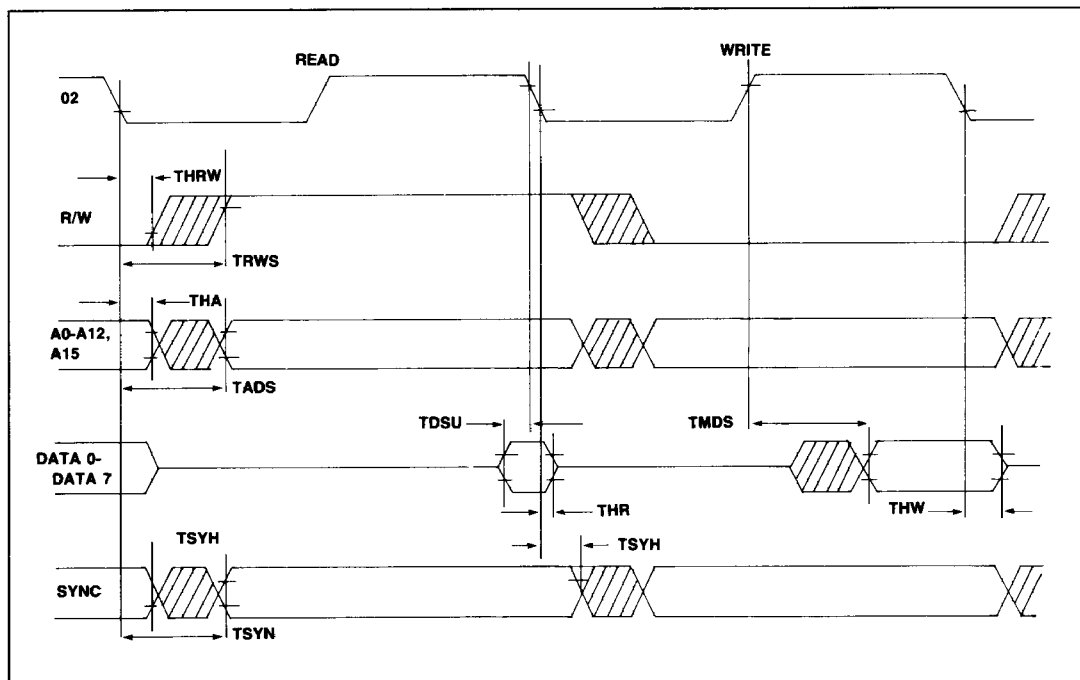 READ
WRITE
02
THRW
R/W
TRWS
THA
A0-A12,
A15
TADS
TDSU
TMDS
DATA 0-
DATA 7
THR
THW
TSYH
TSYH
SYNC
TSYN